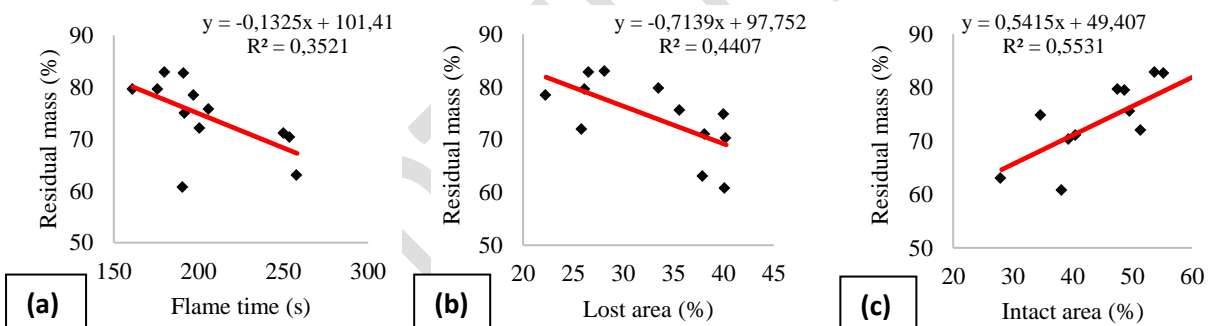 y = -0,1325x + 101,41
R² = 0,3521
Residual mass (%)
90
80
70
60
50
150
200
250
300
Flame time (s)
(a)
y = -0,7139x + 97,752
R² = 0,4407
Residual mass (%)
90
80
70
60
50
20
25
30
35
40
45
Lost area (%)
(b)
y = 0,5415x + 49,407
R² = 0,5531
Residual mass (%)
90
80
70
60
50
20
30
40
50
60
Intact area (%)
(c)